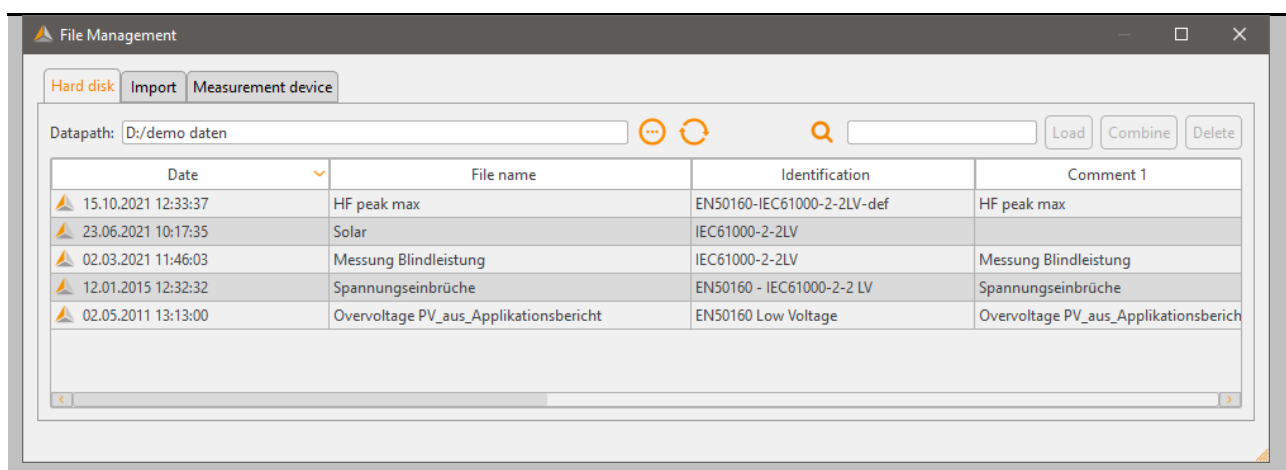 File Management
Hard disk Import Measurement device
Datapath: D:/demo daten Load Combine Delete
Date File name Identification Comment 1
15.10.2021 12:33:37 HF peak max EN50160-IEC61000-2-2LV-def HF peak max
23.06.2021 10:17:35 Solar IEC61000-2-2LV
02.03.2021 11:46:03 Messung Blindleistung IEC61000-2-2LV Messung Blindleistung
12.01.2015 12:32:32 Spannungseinbrüche EN50160 - IEC61000-2-2 LV Spannungseinbrüche
02.05.2011 13:13:00 Overvoltage PV_aus_Applikationsbericht EN50160 Low Voltage Overvoltage PV_aus_Applikationsberich